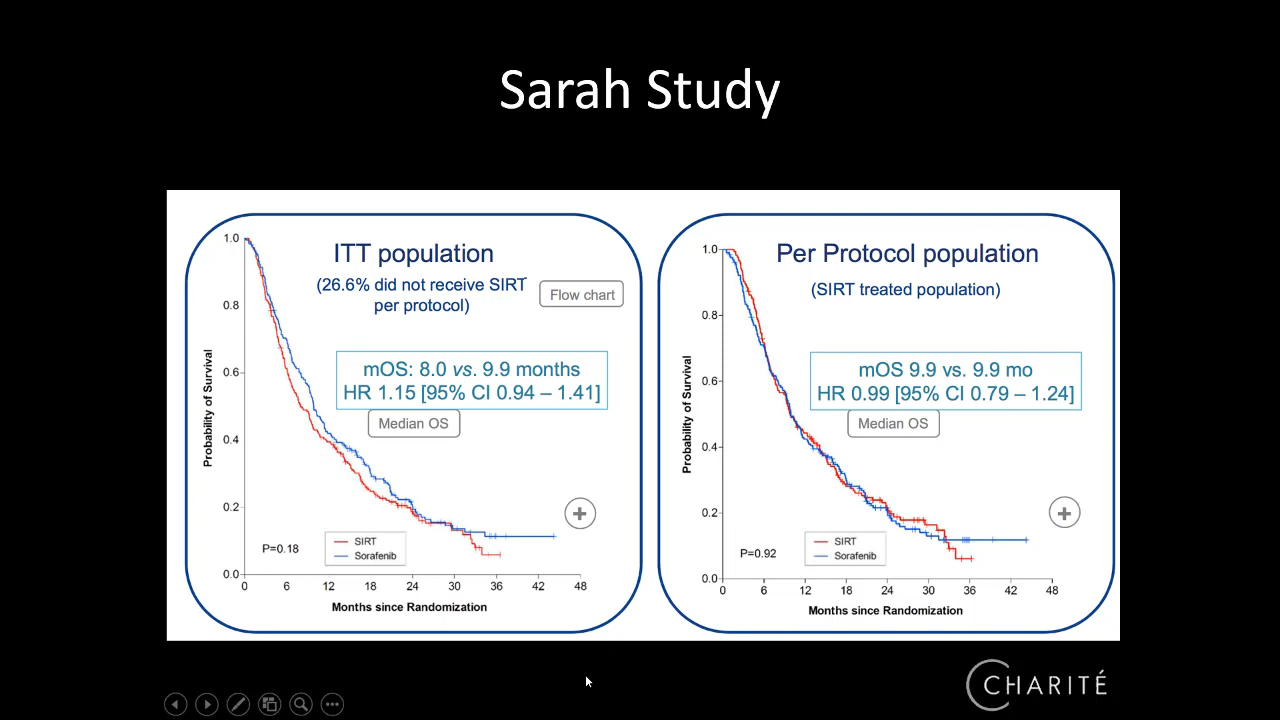 Sarah Study
ITT population
(26.6% did not receive SIRT
per protocol)
Flow chart
mOS: 8.0 vs. 9.9 months
HR 1.15 [95% CI 0.94 – 1.41]
Median OS
Probability of Survival
1.0
0.8
0.6
0.4
0.2
0.0
P=0.18
SIRT
Sorafenib
0 6 12 18 24 30 36 42 48
Months since Randomization
Per Protocol population
(SIRT treated population)
mOS 9.9 vs. 9.9 mo
HR 0.99 [95% CI 0.79 – 1.24]
Median OS
Probability of Survival
1.0
0.8
0.6
0.4
0.2
0.0
P=0.92
SIRT
Sorafenib
0 6 12 18 24 30 36 42 48
Months since Randomization
CHARITÉ